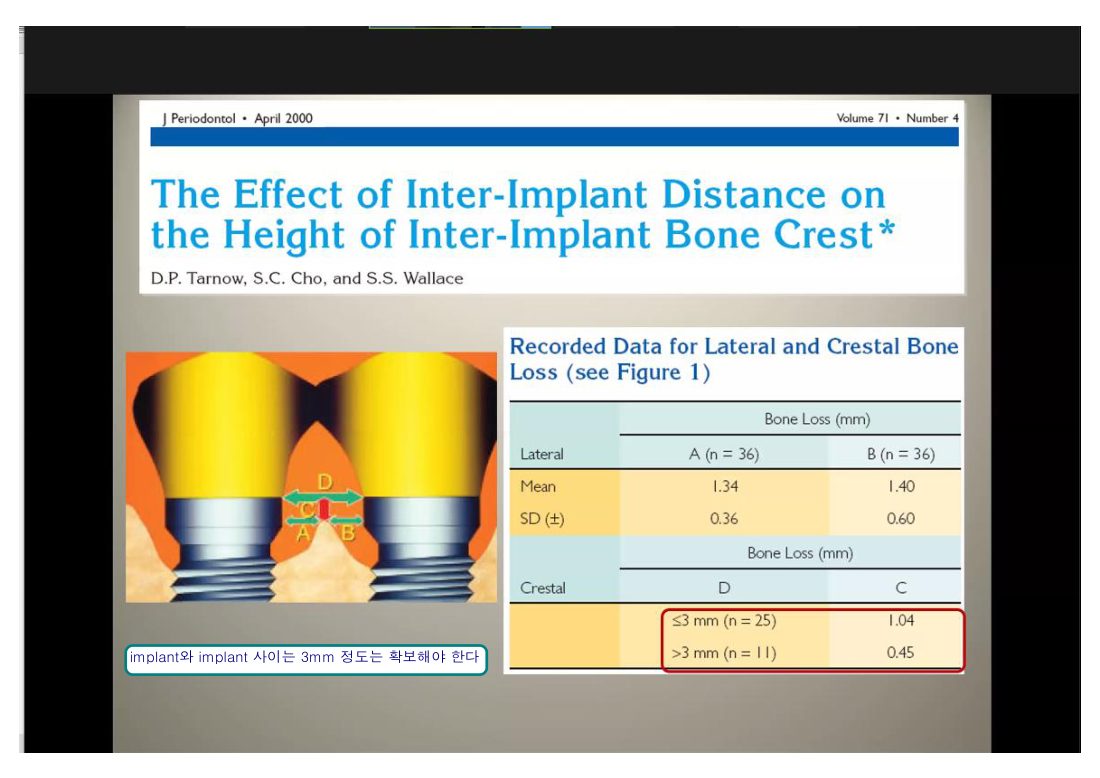 J Periodontol • April 2000
Volume 71 • Number 4
The Effect of Inter-Implant Distance on
the Height of Inter-Implant Bone Crest*
D.P. Tarnow, S.C. Cho, and S.S. Wallace
D
C
A B
implant와 implant 사이는 3mm 정도는 확보해야 한다
Recorded Data for Lateral and Crestal Bone
Loss (see Figure 1)
Bone Loss (mm)
Lateral A (n = 36) B (n = 36)
Mean 1.34 1.40
SD (±) 0.36 0.60
Bone Loss (mm)
Crestal D C
≤3 mm (n = 25) 1.04
>3 mm (n = 11) 0.45